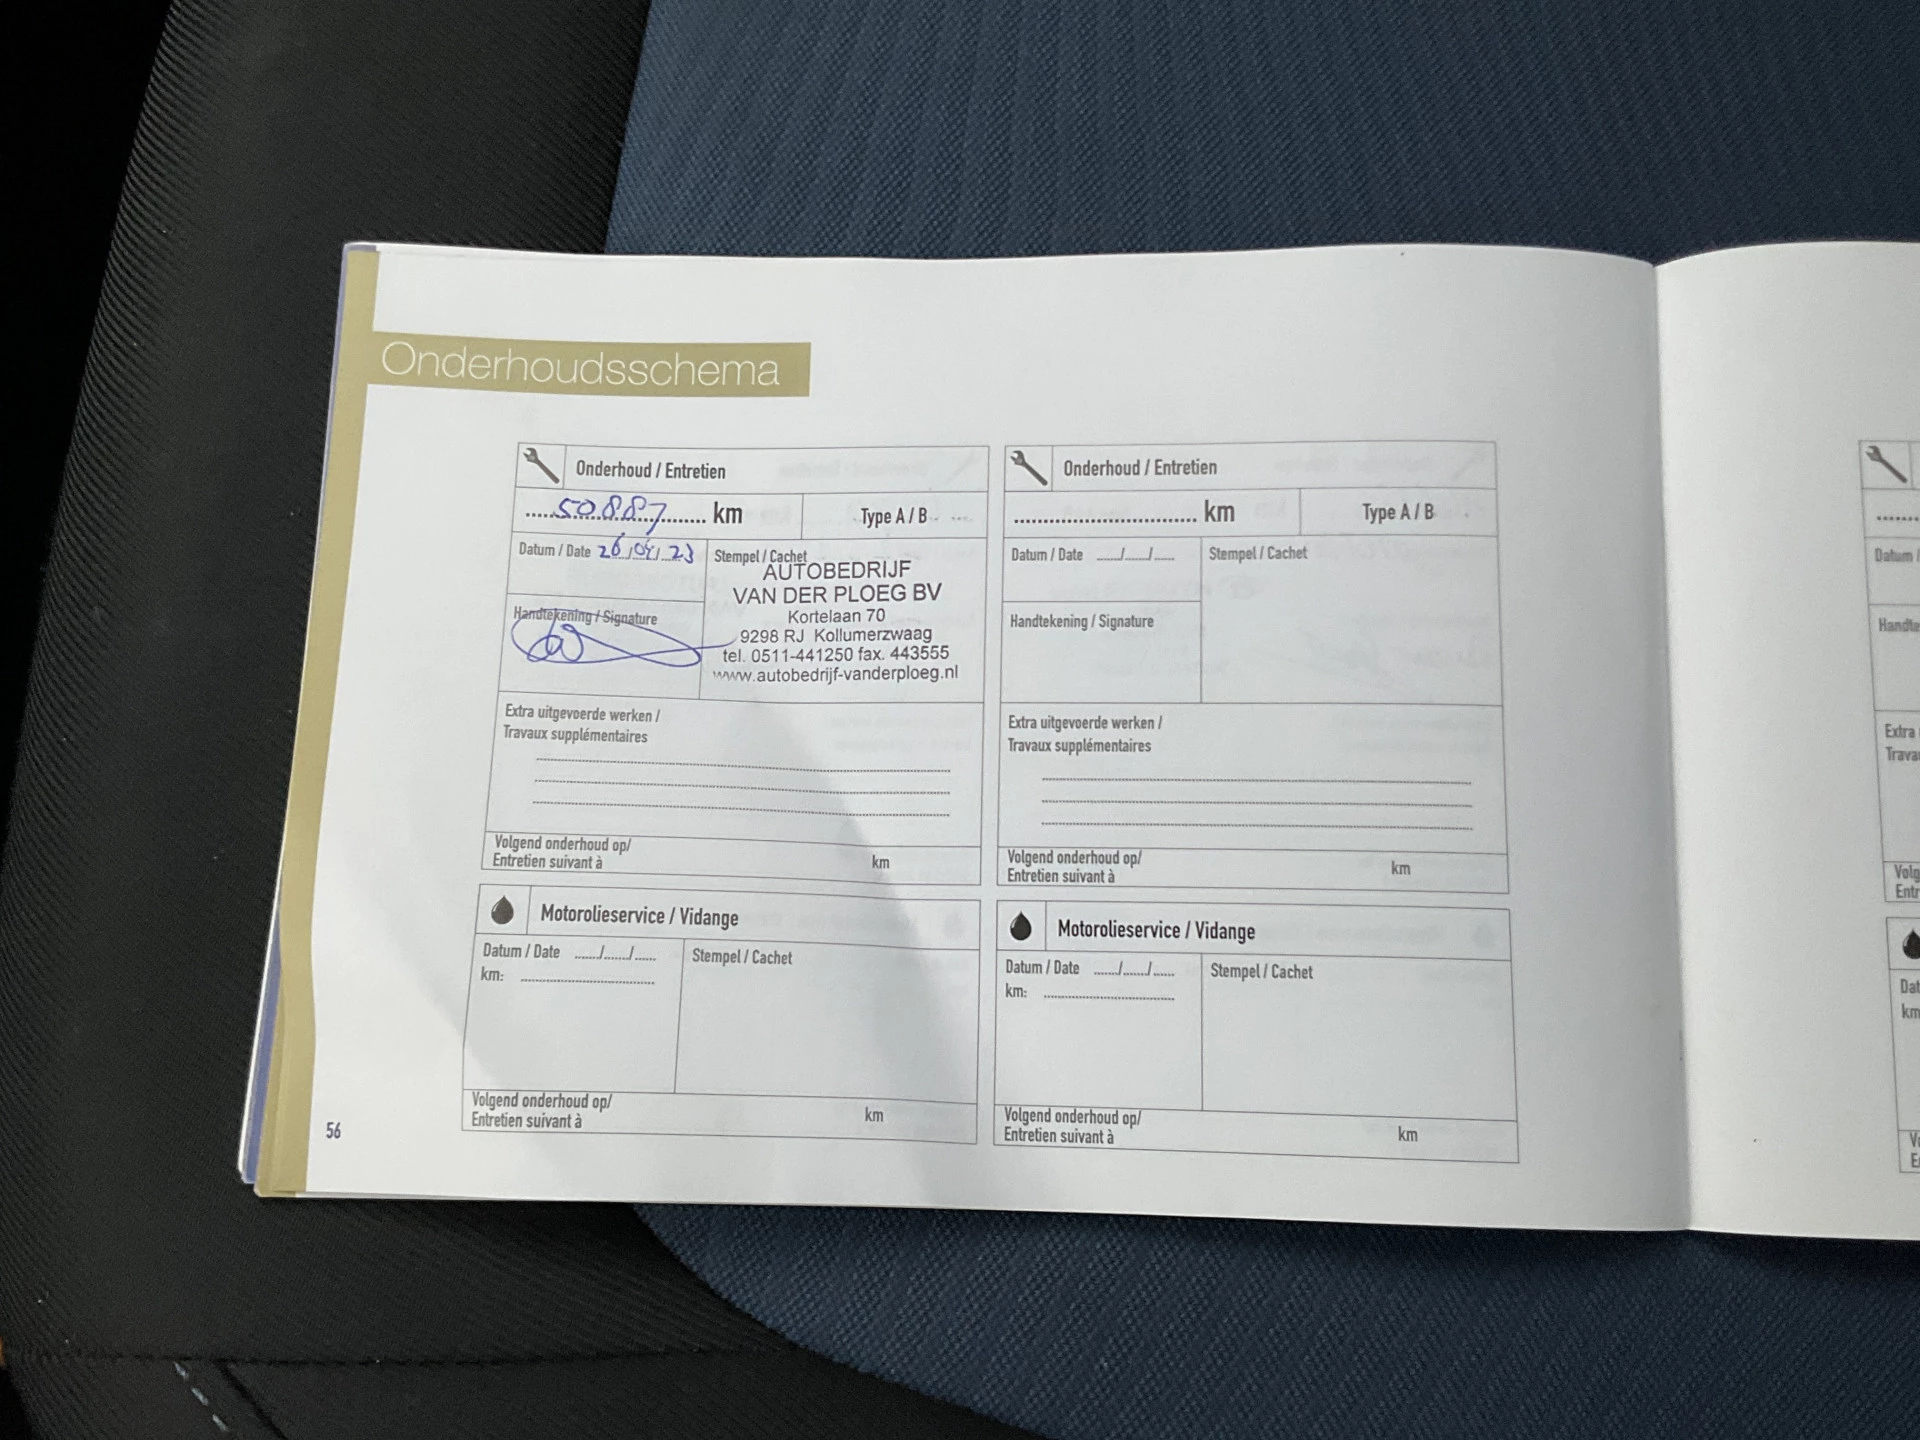 Onderhoudsschema
Onderhoud / Entretien
50.887 km
Type A / B
Datum / Date 26/04/23
Stempel / Cachet
AUTOBEDRIJF
VAN DER PLOEG BV
Kortelaan 70
9298 RJ Kollumerzwaag
tel. 0511-441250 fax. 443555
www.autobedrijf-vanderploeg.nl
Handtekening / Signature
Extra uitgevoerde werken /
Travaux supplémentaires
Volgend onderhoud op/
Entretien suivant à
km
Motorolieservice / Vidange
Datum / Date ....../....../......
km:
Stempel / Cachet
Volgend onderhoud op/
Entretien suivant à
km
Onderhoud / Entretien
km
Type A / B
Datum / Date ....../....../......
Stempel / Cachet
Handtekening / Signature
Extra uitgevoerde werken /
Travaux supplémentaires
Volgend onderhoud op/
Entretien suivant à
km
Motorolieservice / Vidange
Datum / Date ....../....../......
km:
Stempel / Cachet
Volgend onderhoud op/
Entretien suivant à
km
56
Datum /
Extra